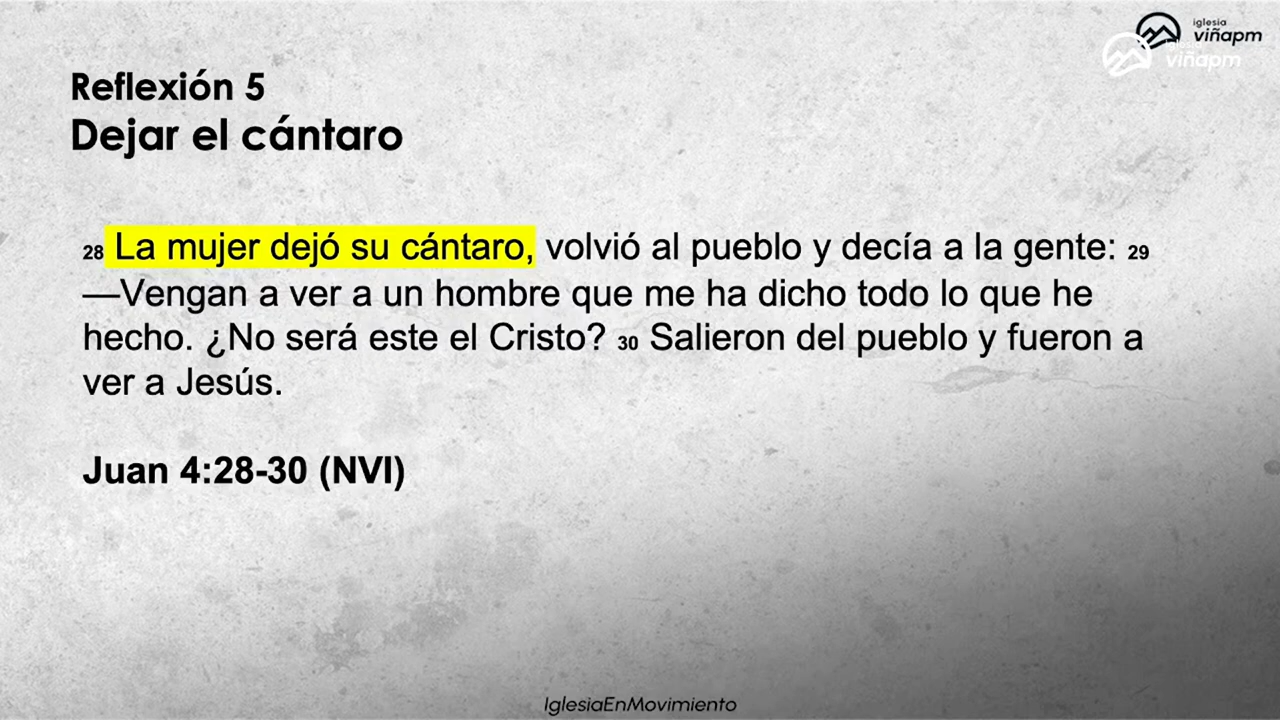 iglesia
viñapm
iglesia
viñapm
Reflexión 5
Dejar el cántaro
28 La mujer dejó su cántaro, volvió al pueblo y decía a la gente: 29
—Vengan a ver a un hombre que me ha dicho todo lo que he
hecho. ¿No será este el Cristo? 30 Salieron del pueblo y fueron a
ver a Jesús.
Juan 4:28-30 (NVI)
IglesiaEnMovimiento